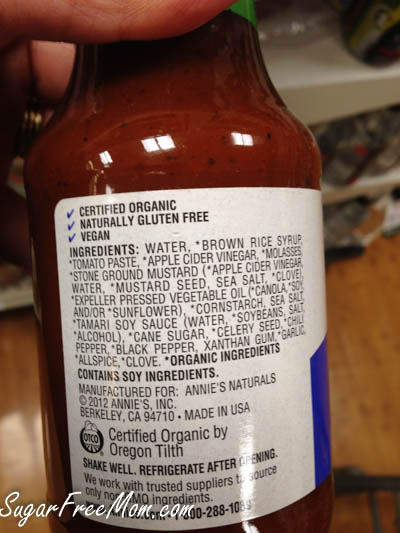 ✓ CERTIFIED ORGANIC
✓ NATURALLY GLUTEN FREE
✓ VEGAN
INGREDIENTS: WATER, *BROWN RICE SYRUP,
*TOMATO PASTE, *APPLE CIDER VINEGAR, *MOLASSES,
*STONE GROUND MUSTARD (*APPLE CIDER VINEGAR,
WATER, *MUSTARD SEED, SEA SALT, *CLOVE),
*EXPELLER PRESSED VEGETABLE OIL (*CANOLA *SOY
AND/OR *SUNFLOWER), *CORNSTARCH, SEA SALT,
*TAMARI SOY SAUCE (WATER, *SOYBEANS, SALT,
*ALCOHOL), *CANE SUGAR, *CELERY SEED, *CHILI
PEPPER, *BLACK PEPPER, XANTHAN GUM, *GARLIC,
*ALLSPICE, *CLOVE. *ORGANIC INGREDIENTS
CONTAINS SOY INGREDIENTS.
MANUFACTURED FOR: ANNIE'S NATURALS
© 2012 ANNIE'S, INC.
BERKELEY, CA 94710 • MADE IN USA
OTCO
Certified Organic by
Oregon Tilth
SHAKE WELL. REFRIGERATE AFTER OPENING.
We work with trusted suppliers to source
only ingredients.
1-800-288-1089
SugarFreeMom.com